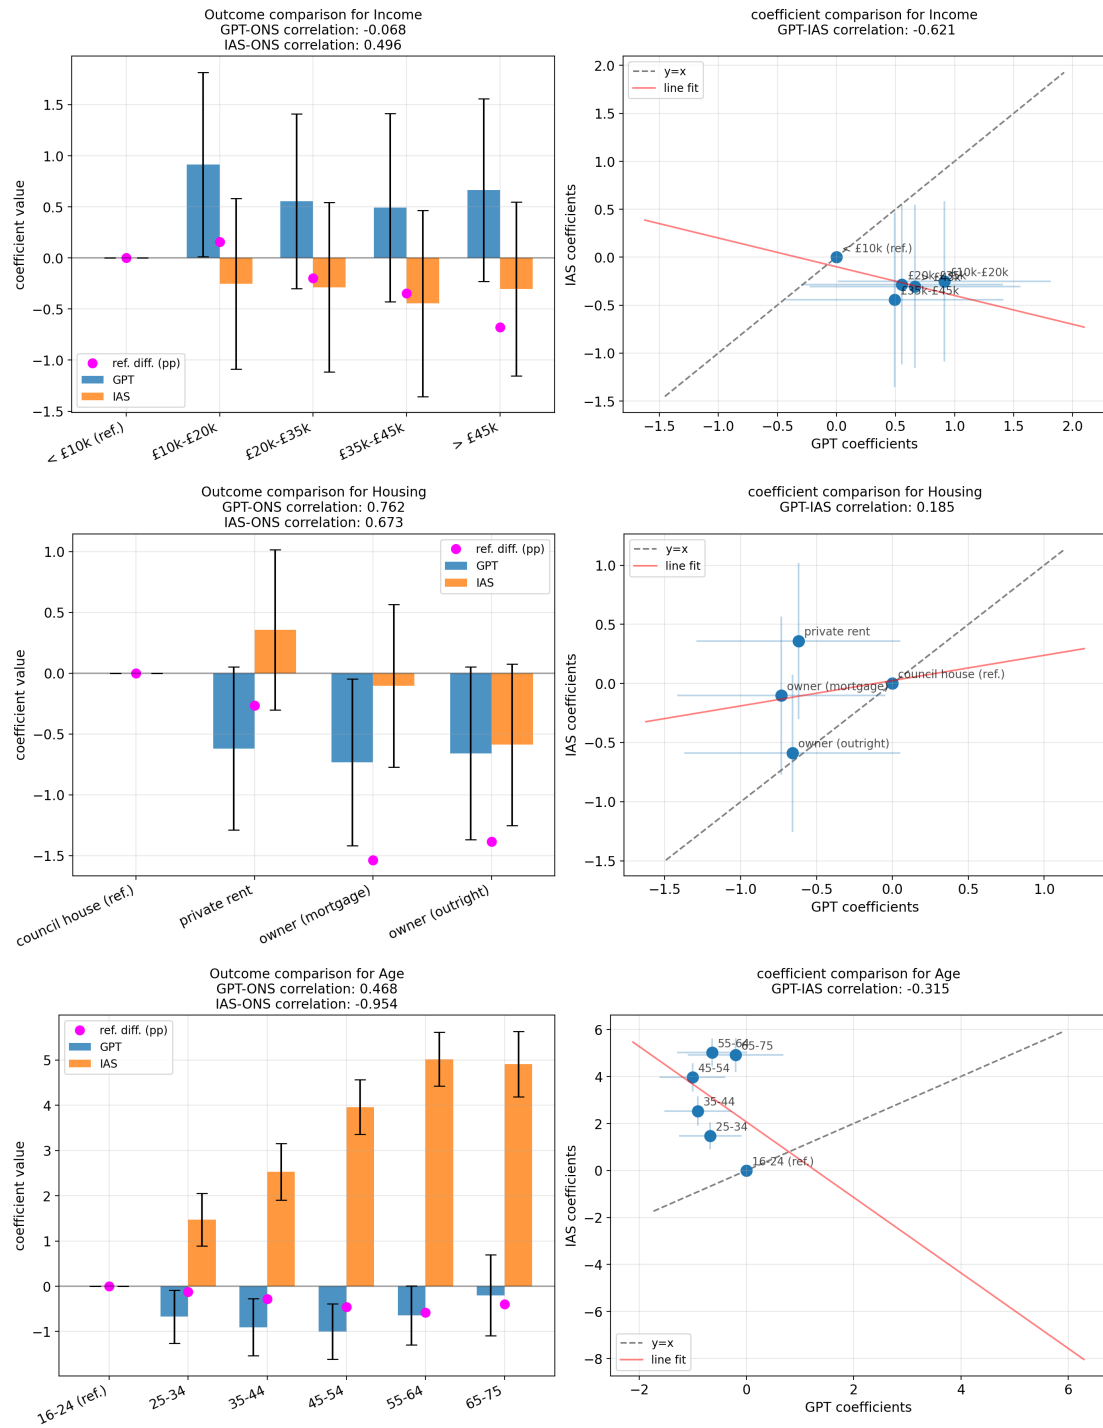 Outcome comparison for Income
GPT-ONS correlation: -0.068
IAS-ONS correlation: 0.496
coefficient value
1.5
1.0
0.5
0.0
−0.5
−1.0
−1.5
ref. diff. (pp)
GPT
IAS
< £10k (ref.)
£10k-£20k
£20k-£35k
£35k-£45k
> £45k
coefficient comparison for Income
GPT-IAS correlation: -0.621
IAS coefficients
2.0
1.5
1.0
0.5
0.0
−0.5
−1.0
−1.5
y=x
line fit
< £10k (ref.)
£20k-£35k
£10k-£20k
£35k-£45k
−1.5
−1.0
−0.5
0.0
0.5
1.0
1.5
2.0
GPT coefficients
Outcome comparison for Housing
GPT-ONS correlation: 0.762
IAS-ONS correlation: 0.673
coefficient value
1.0
0.5
0.0
−0.5
−1.0
−1.5
ref. diff. (pp)
GPT
IAS
council house (ref.)
private rent
owner (mortgage)
owner (outright)
coefficient comparison for Housing
GPT-IAS correlation: 0.185
IAS coefficients
1.0
0.5
0.0
−0.5
−1.0
−1.5
y=x
line fit
private rent
council house (ref.)
owner (mortgage)
owner (outright)
−1.5
−1.0
−0.5
0.0
0.5
1.0
GPT coefficients
Outcome comparison for Age
GPT-ONS correlation: 0.468
IAS-ONS correlation: -0.954
coefficient value
5
4
3
2
1
0
−1
ref. diff. (pp)
GPT
IAS
16-24 (ref.)
25-34
35-44
45-54
55-64
65-75
coefficient comparison for Age
GPT-IAS correlation: -0.315
IAS coefficients
6
4
2
0
−2
−4
−6
−8
55-64
65-75
45-54
35-44
25-34
16-24 (ref.)
y=x
line fit
−2
0
2
4
6
GPT coefficients